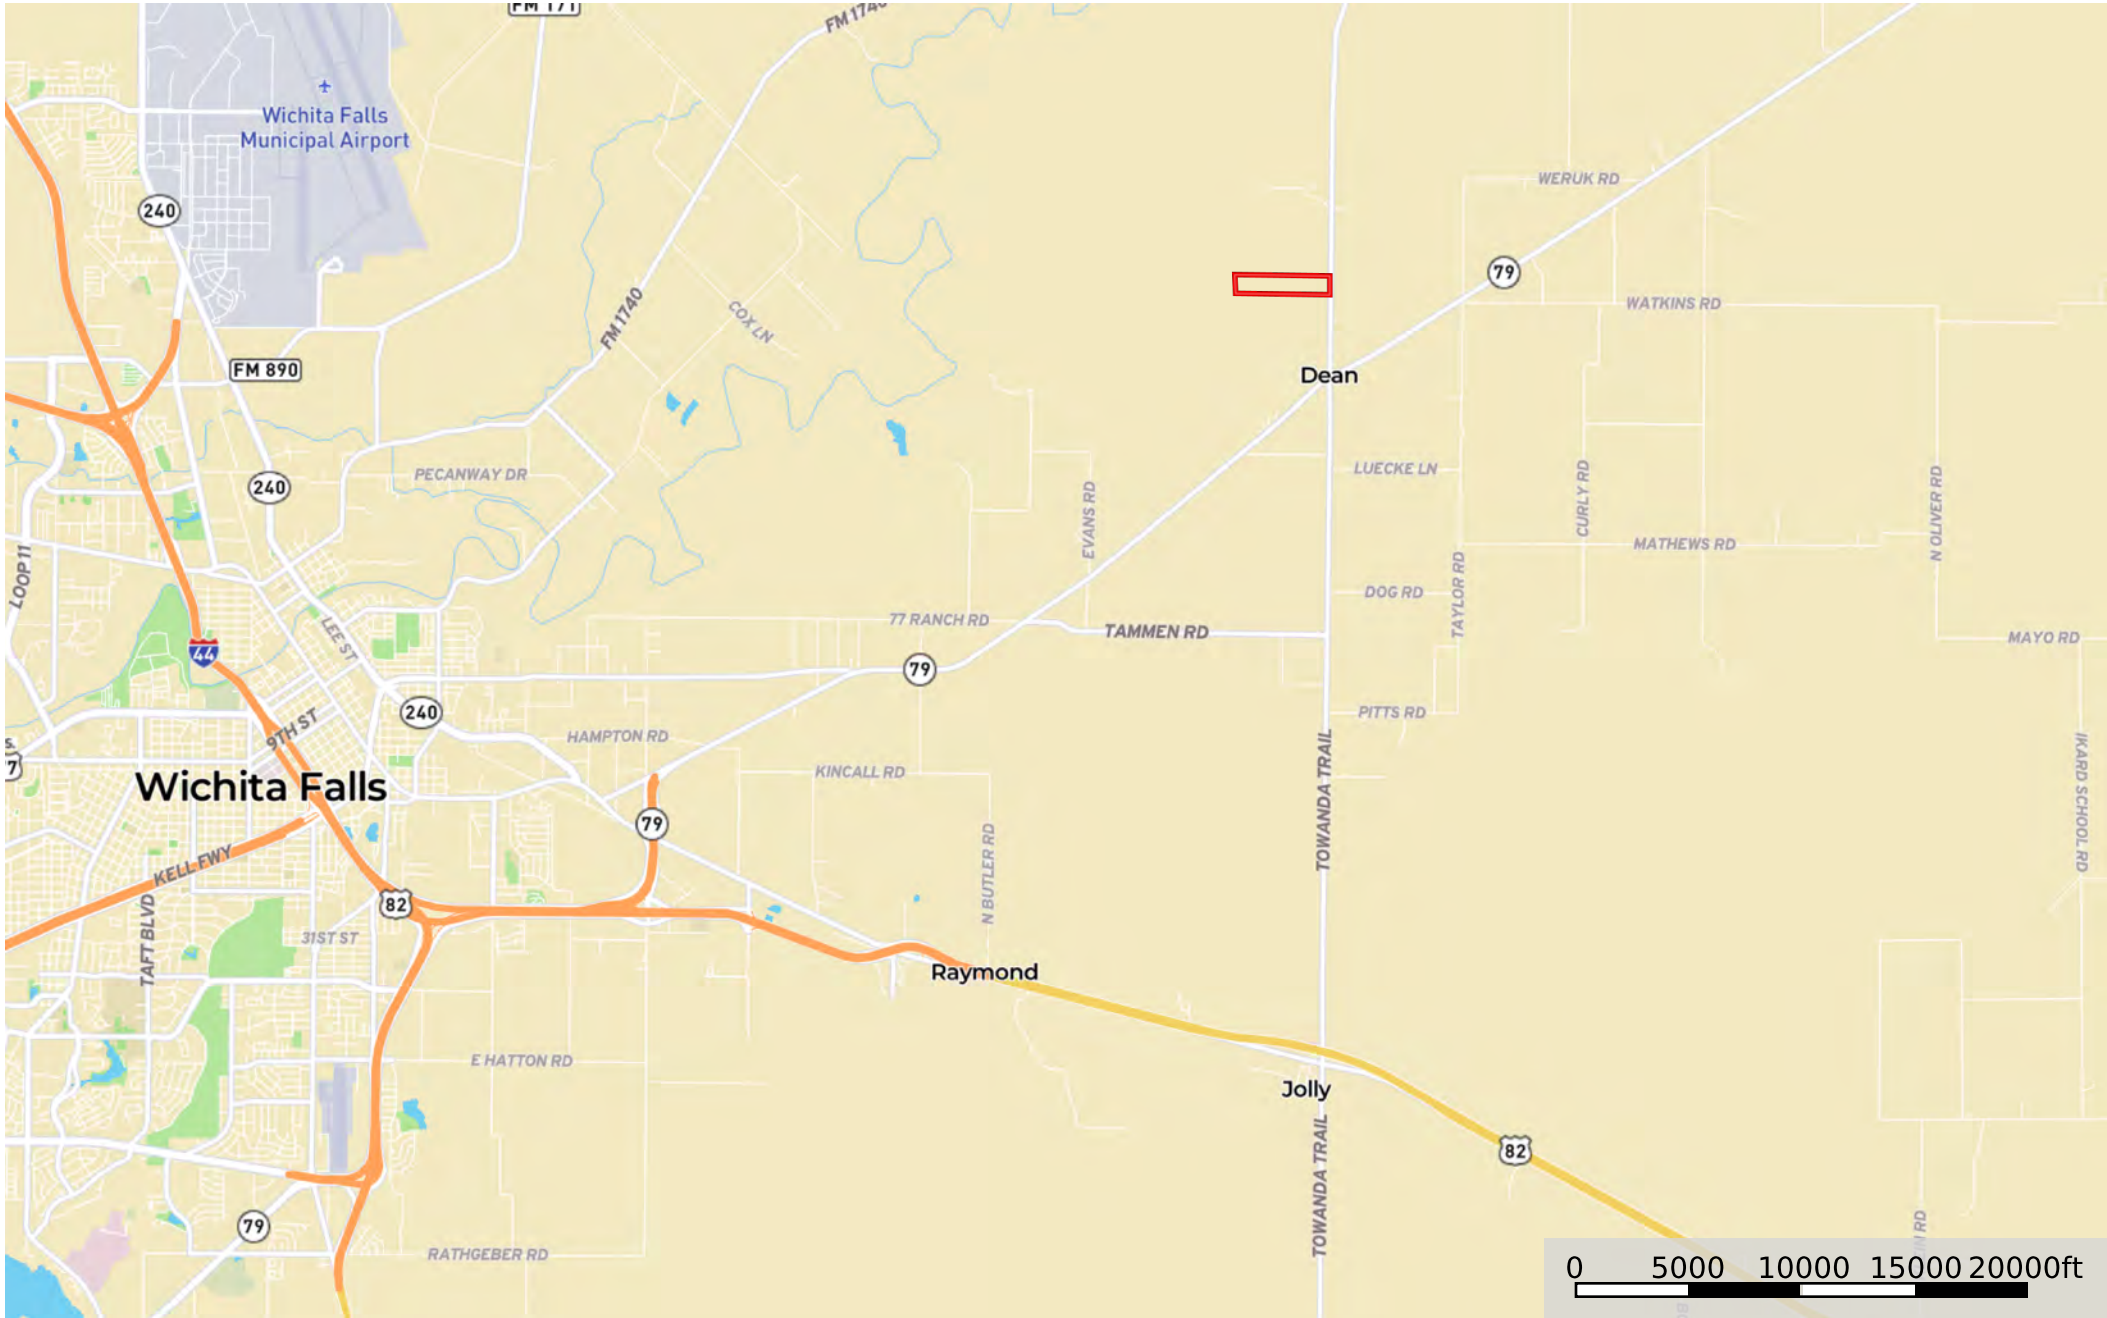 FM 171
FM 1740
Wichita Falls
Municipal Airport
240
WERUK RD
79
WATKINS RD
FM 1740
COX LN
FM 890
Dean
PECANWAY DR
240
LUECKE LN
CURLY RD
N OLIVER RD
EVANS RD
MATHEWS RD
LOOP 11
DOG RD
TAYLOR RD
77 RANCH RD
TAMMEN RD
LEE ST
MAYO RD
44
79
240
PITTS RD
9TH ST
HAMPTON RD
KINCALL RD
TOWANDA TRAIL
IKARD SCHOOL RD
7
Wichita Falls
79
KELL FWY
N BUTLER RD
82
TAFT BLVD
31ST ST
Raymond
E HATTON RD
Jolly
82
TOWANDA TRAIL
79
RATHGEBER RD
0 5000 10000 15000 20000ft